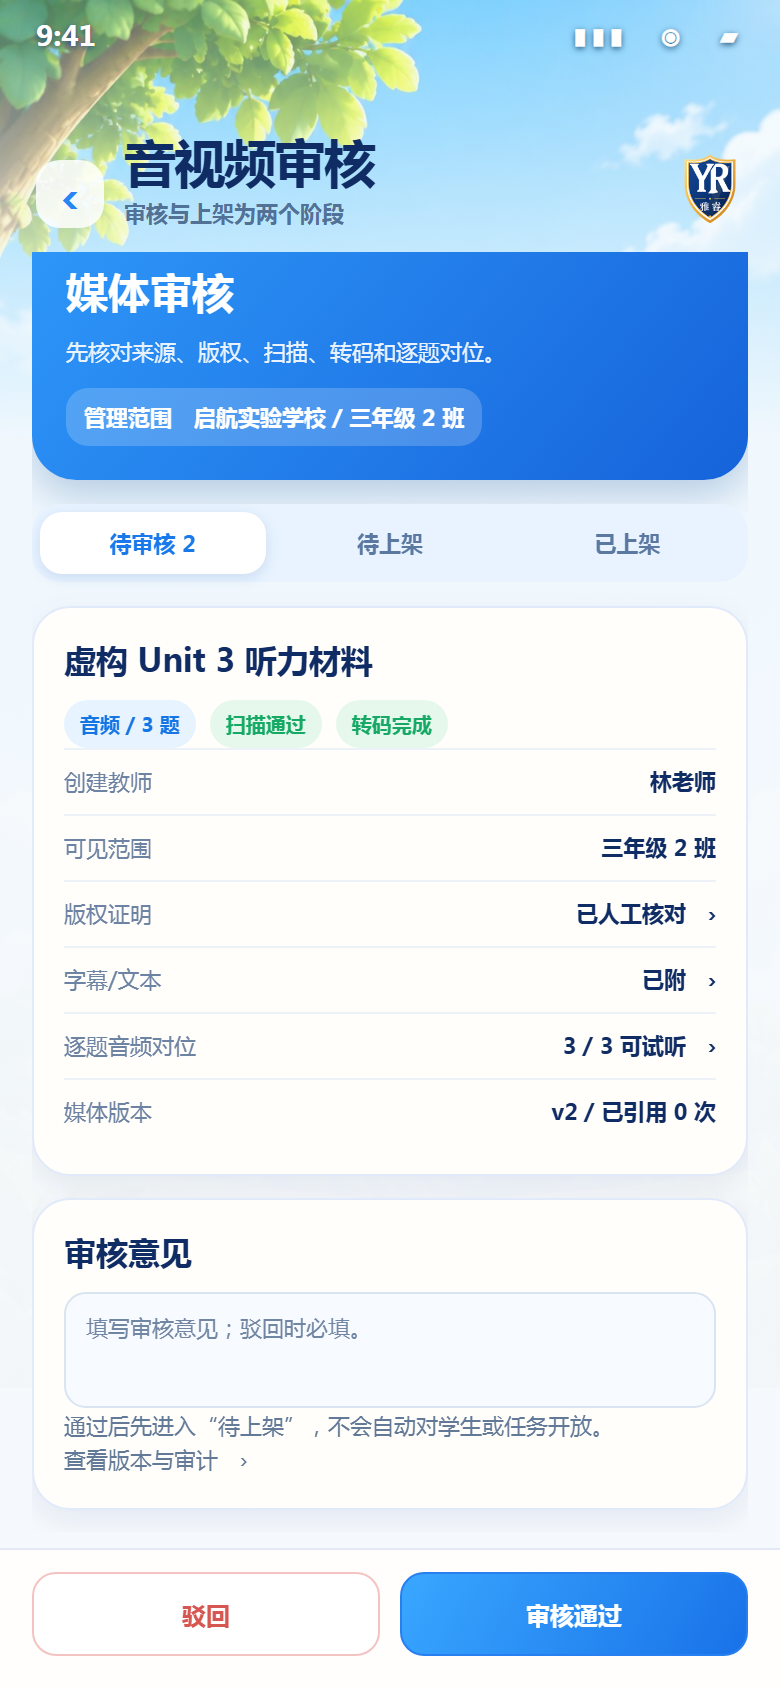 9:41
音视频审核
审核与上架为两个阶段
YR
雅睿
媒体审核
先核对来源、版权、扫描、转码和逐题对位。
管理范围 启航实验学校 / 三年级 2 班
待审核 2 待上架 已上架
虚构 Unit 3 听力材料
音频 / 3 题 扫描通过 转码完成
创建教师 林老师
可见范围 三年级 2 班
版权证明 已人工核对 ›
字幕/文本 已附 ›
逐题音频对位 3 / 3 可试听 ›
媒体版本 v2 / 已引用 0 次
审核意见
填写审核意见；驳回时必填。
通过后先进入“待上架”，不会自动对学生或任务开放。
查看版本与审计 ›
驳回 审核通过